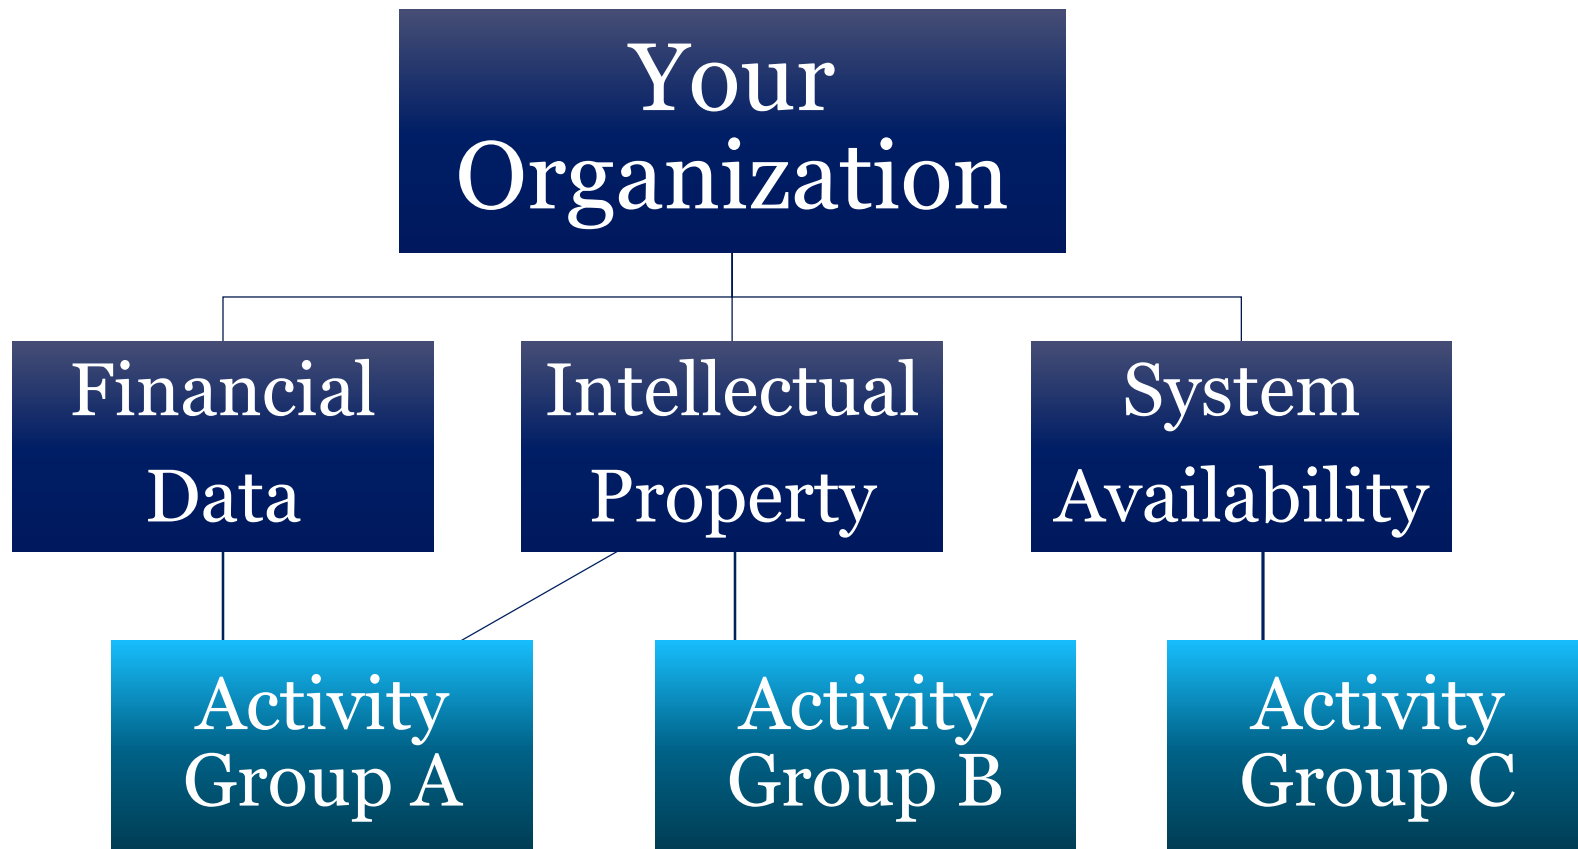 Your
Organization
Financial
Data
Intellectual
Property
System
Availability
Activity
Group A
Activity
Group B
Activity
Group C